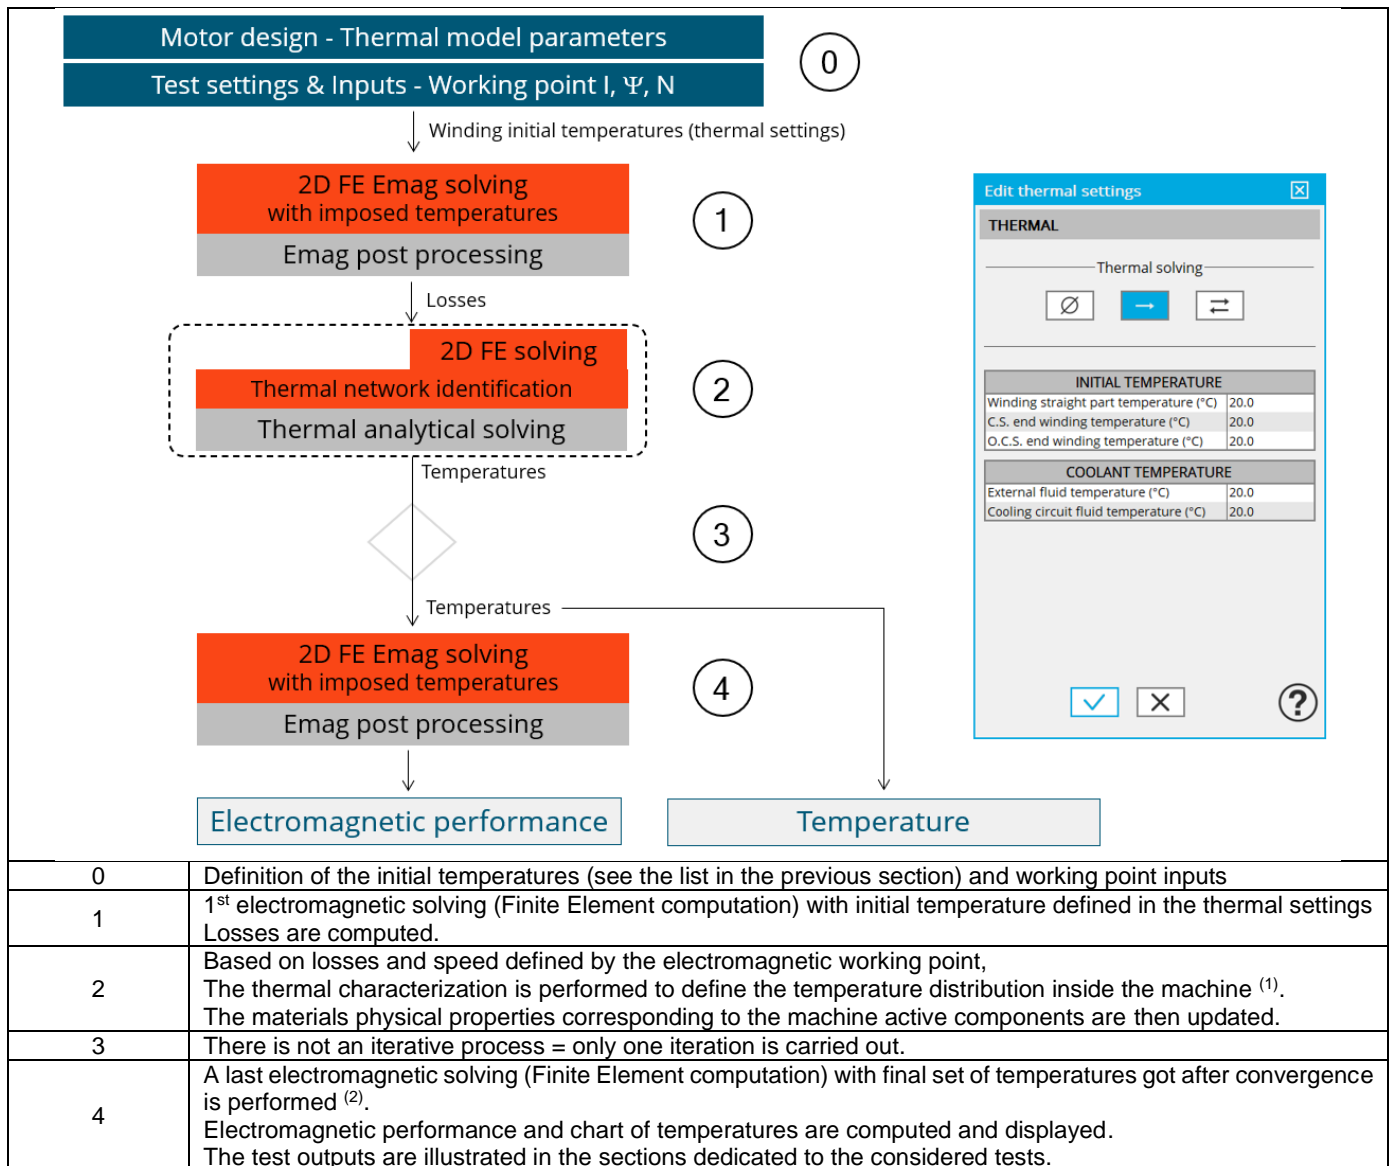 Motor design - Thermal model parameters
0
Test settings & Inputs - Working point I, Ψ, N
Winding initial temperatures (thermal settings)
2D FE Emag solving
with imposed temperatures
1
Emag post processing
Losses
2D FE solving
Thermal network identification
2
Thermal analytical solving
Temperatures
3
Temperatures
2D FE Emag solving
with imposed temperatures
4
Emag post processing
Electromagnetic performance
Temperature
Edit thermal settings
THERMAL
Thermal solving
INITIAL TEMPERATURE
Winding straight part temperature (°C) 20.0
C.S. end winding temperature (°C) 20.0
O.C.S. end winding temperature (°C) 20.0
COOLANT TEMPERATURE
External fluid temperature (°C) 20.0
Cooling circuit fluid temperature (°C) 20.0
?
0 Definition of the initial temperatures (see the list in the previous section) and working point inputs
1 1st electromagnetic solving (Finite Element computation) with initial temperature defined in the thermal settings
Losses are computed.
2 Based on losses and speed defined by the electromagnetic working point,
The thermal characterization is performed to define the temperature distribution inside the machine (1).
The materials physical properties corresponding to the machine active components are then updated.
3 There is not an iterative process = only one iteration is carried out.
4 A last electromagnetic solving (Finite Element computation) with final set of temperatures got after convergence
is performed (2).
Electromagnetic performance and chart of temperatures are computed and displayed.
The test outputs are illustrated in the sections dedicated to the considered tests.